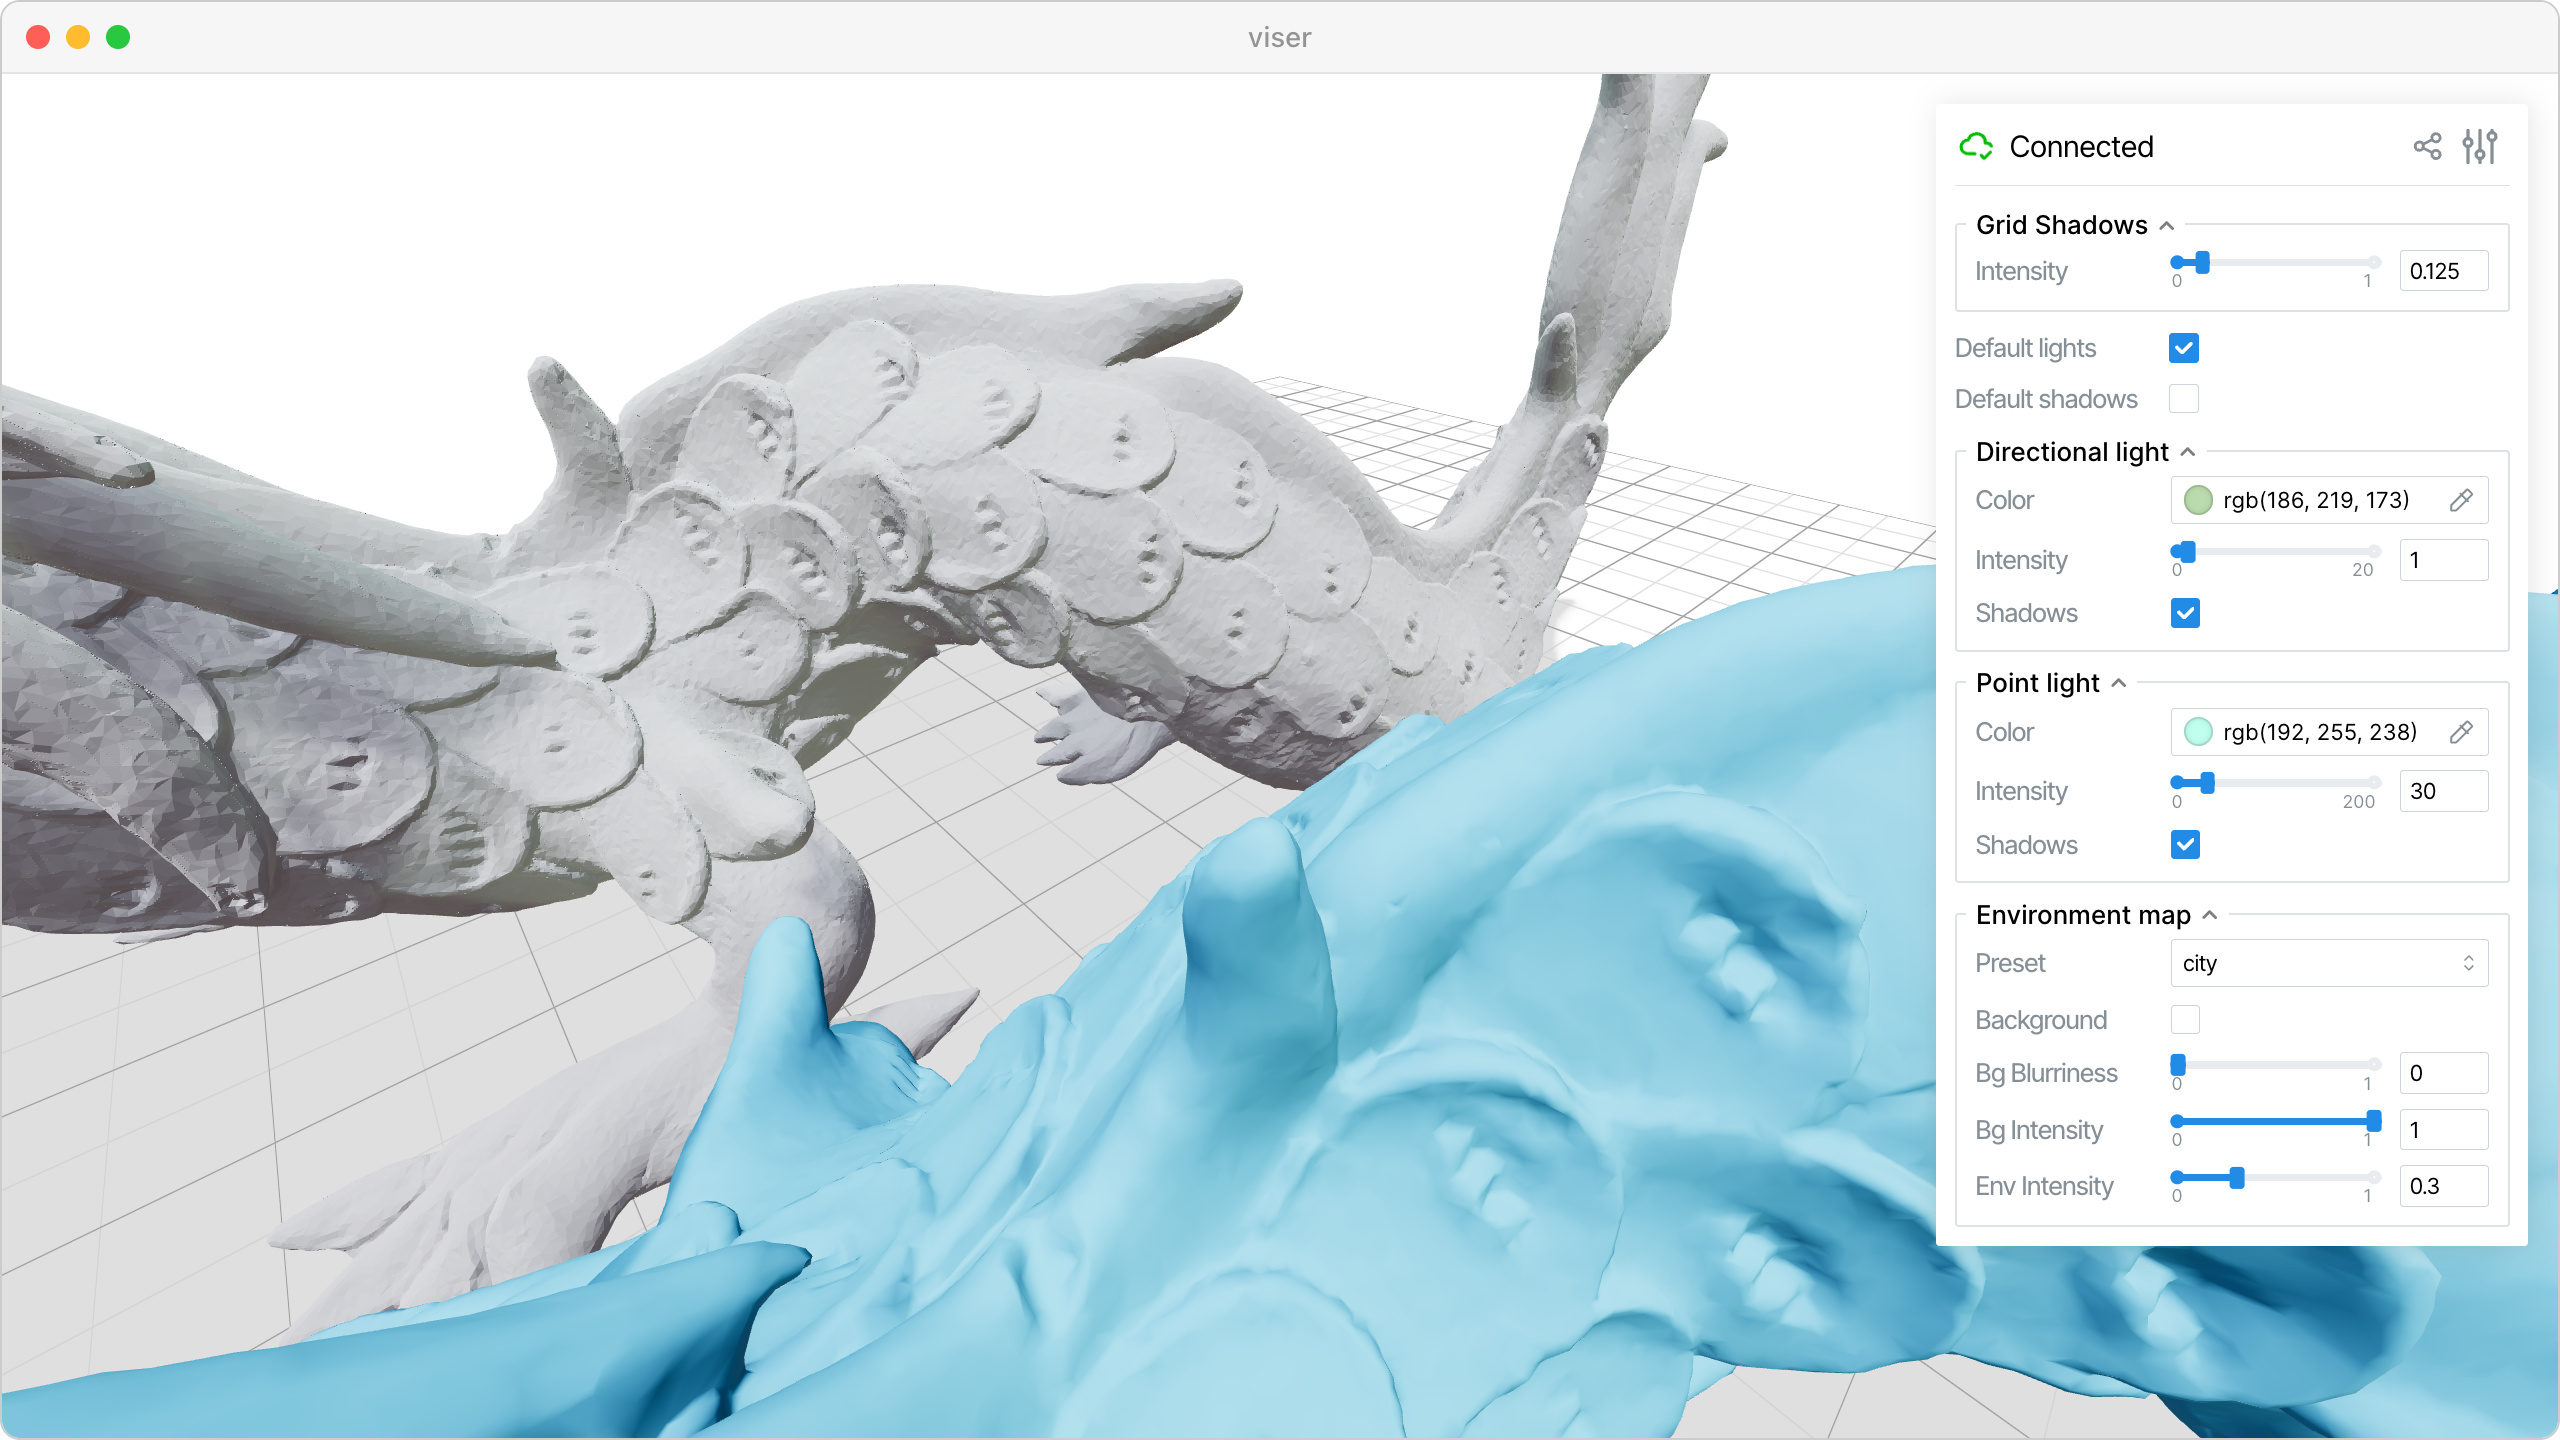 viser
Connected
Grid Shadows
Intensity 0 1 0.125
Default lights
Default shadows
Directional light
Color rgb(186, 219, 173)
Intensity 0 20 1
Shadows
Point light
Color rgb(192, 255, 238)
Intensity 0 200 30
Shadows
Environment map
Preset city
Background
Bg Blurriness 0 1 0
Bg Intensity 0 1 1
Env Intensity 0 1 0.3